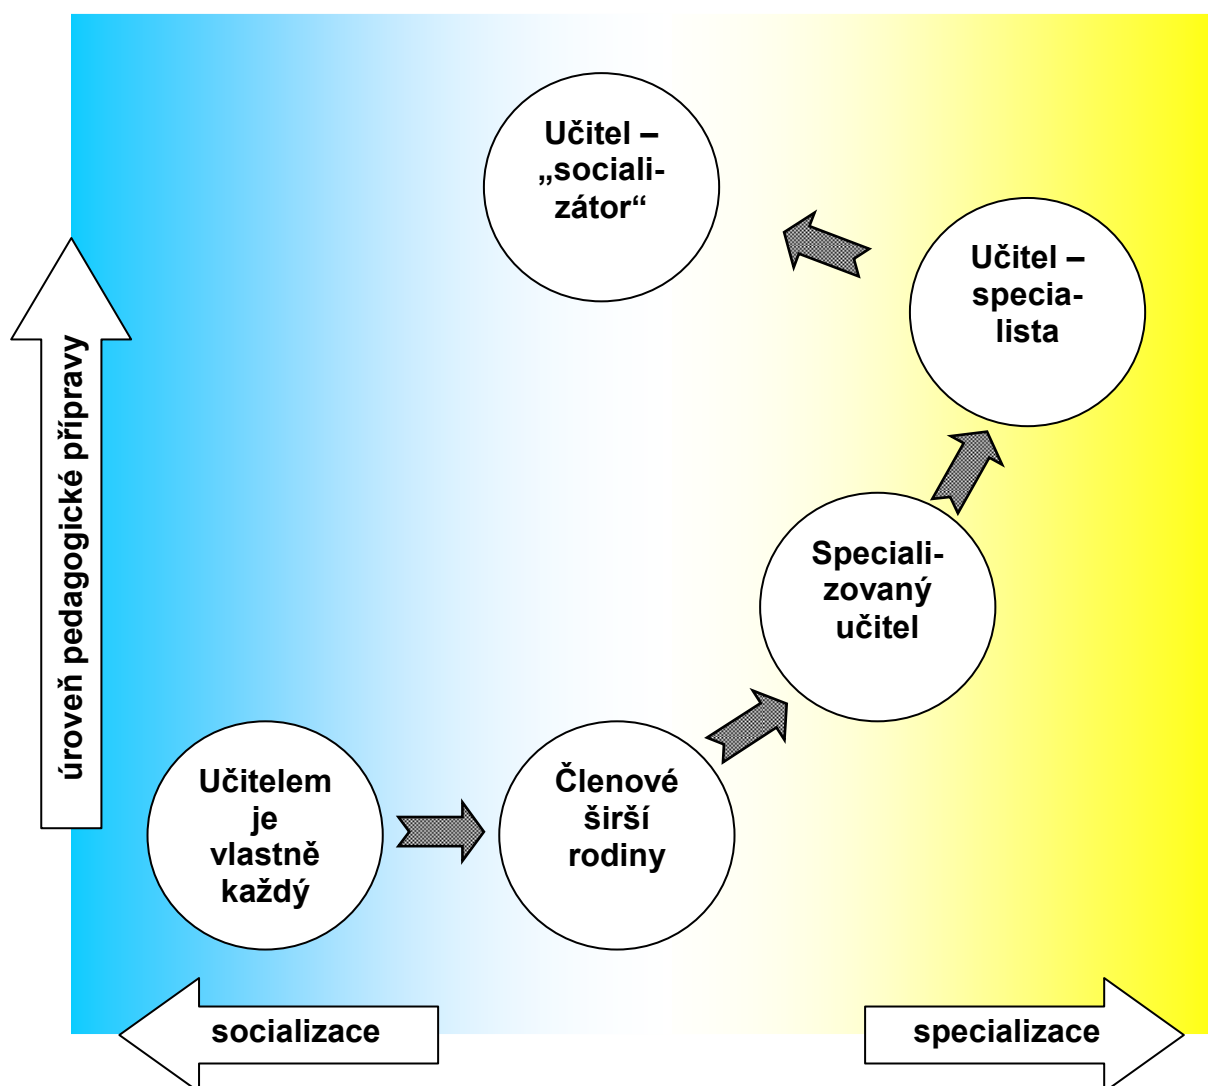 Učitel –
„sociali-
zátor“
Učitel –
specia-
lista
úroveň pedagogické přípravy
Speciali-
zovaný
učitel
Učitelem
je
vlastně
každý
Členové
širší
rodiny
socializace
specializace